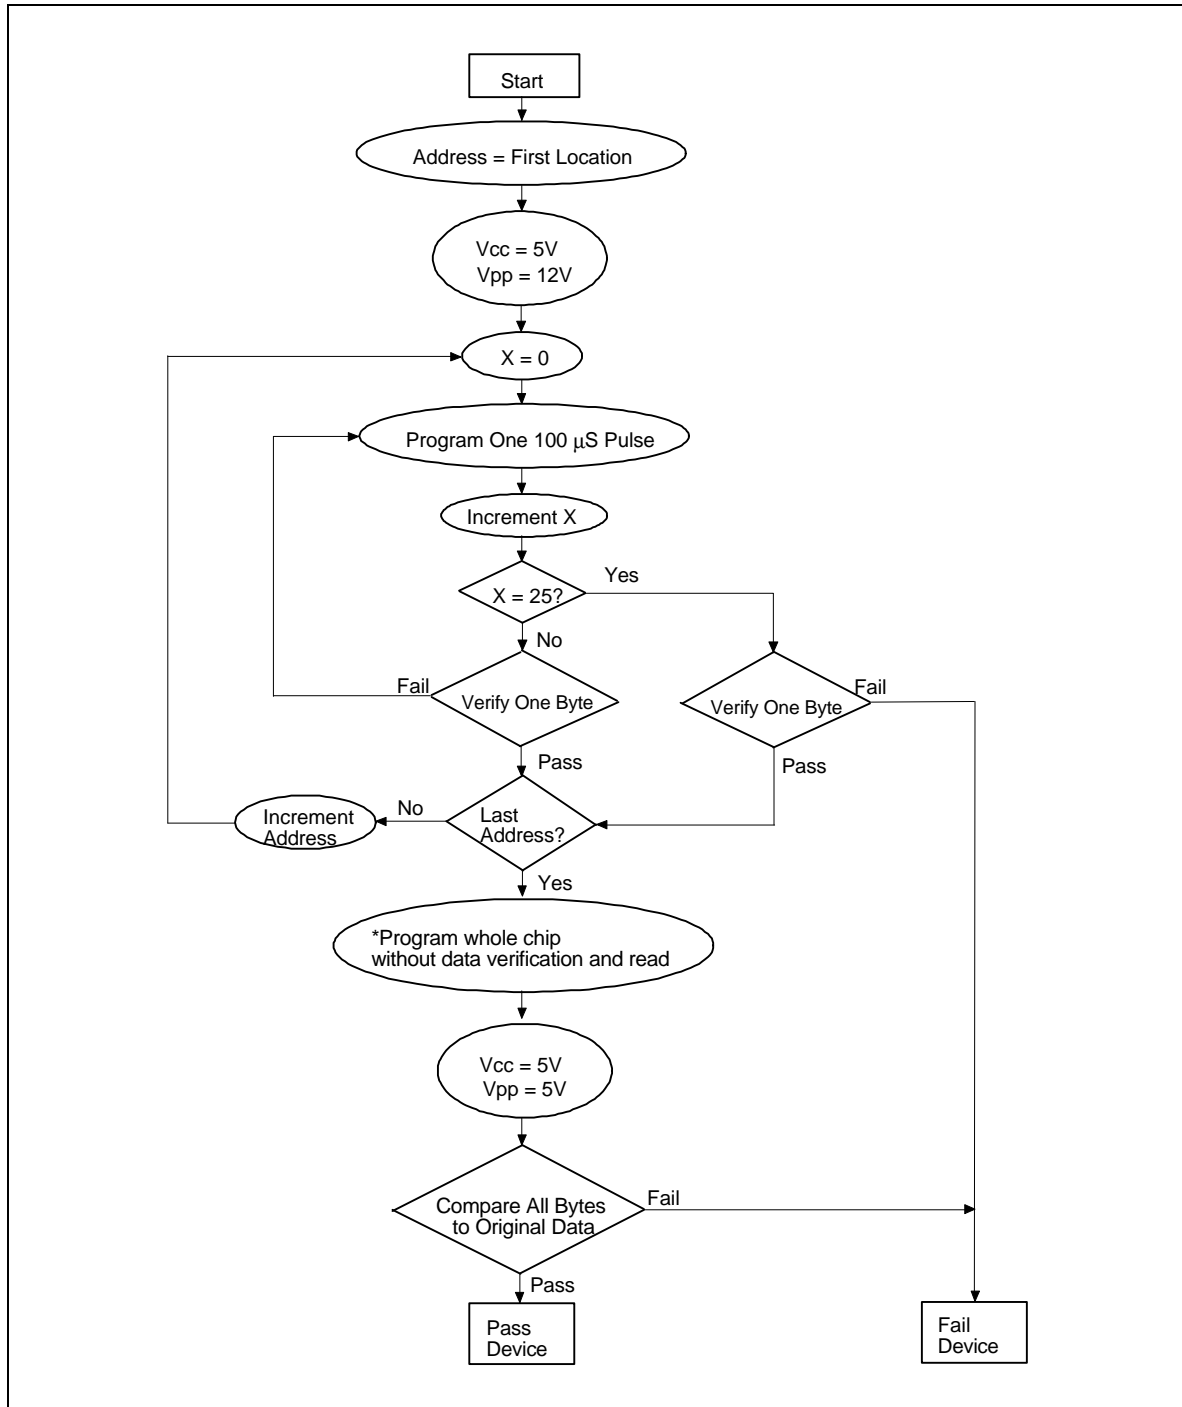 Start
Address = First Location
Vcc = 5V
Vpp = 12V
X = 0
Program One 100 μS Pulse
Increment X
X = 25?
Yes
No
Fail
Verify One Byte
Verify One Byte
Fail
Pass
Pass
Increment
Address
No
Last
Address?
Yes
*Program whole chip
without data verification and read
Vcc = 5V
Vpp = 5V
Compare All Bytes
to Original Data
Fail
Pass
Pass
Device
Fail
Device